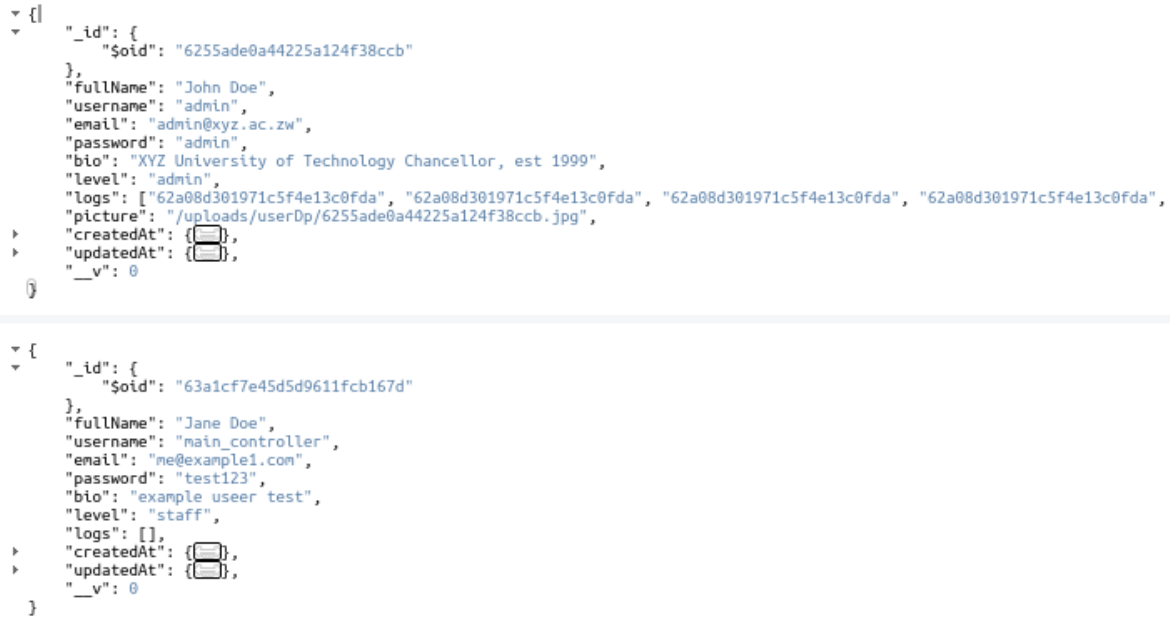 {
"_id": {
"$oid": "6255ade0a44225a124f38ccb"
},
"fullName": "John Doe",
"username": "admin",
"email": "admin@xyz.ac.zw",
"password": "admin",
"bio": "XYZ University of Technology Chancellor, est 1999",
"level": "admin",
"logs": ["62a08d301971c5f4e13c0fda", "62a08d301971c5f4e13c0fda", "62a08d301971c5f4e13c0fda", "62a08d301971c5f4e13c0fda",
"picture": "/uploads/userDp/6255ade0a44225a124f38ccb.jpg",
"createdAt": {},
"updatedAt": {},
"__v": 0
}
{
"_id": {
"$oid": "63a1cf7e45d5d9611fcb167d"
},
"fullName": "Jane Doe",
"username": "main_controller",
"email": "me@example1.com",
"password": "test123",
"bio": "example useer test",
"level": "staff",
"logs": [],
"createdAt": {},
"updatedAt": {},
"__v": 0
}